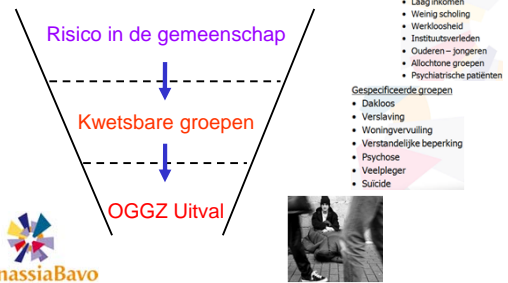 Risico in de gemeenschap
Kwetsbare groepen
OGGZ Uitval
• Laag inkomen
• Weinig scholing
• Werkloosheid
• Instituutsverleden
• Ouderen – jongeren
• Allochtone groepen
• Psychiatrische patiënten
Gespecificeerde groepen
• Dakloos
• Verslaving
• Woningvervuiling
• Verstandelijke beperking
• Psychose
• Veelpleger
• Suïcide
nassiaBavo